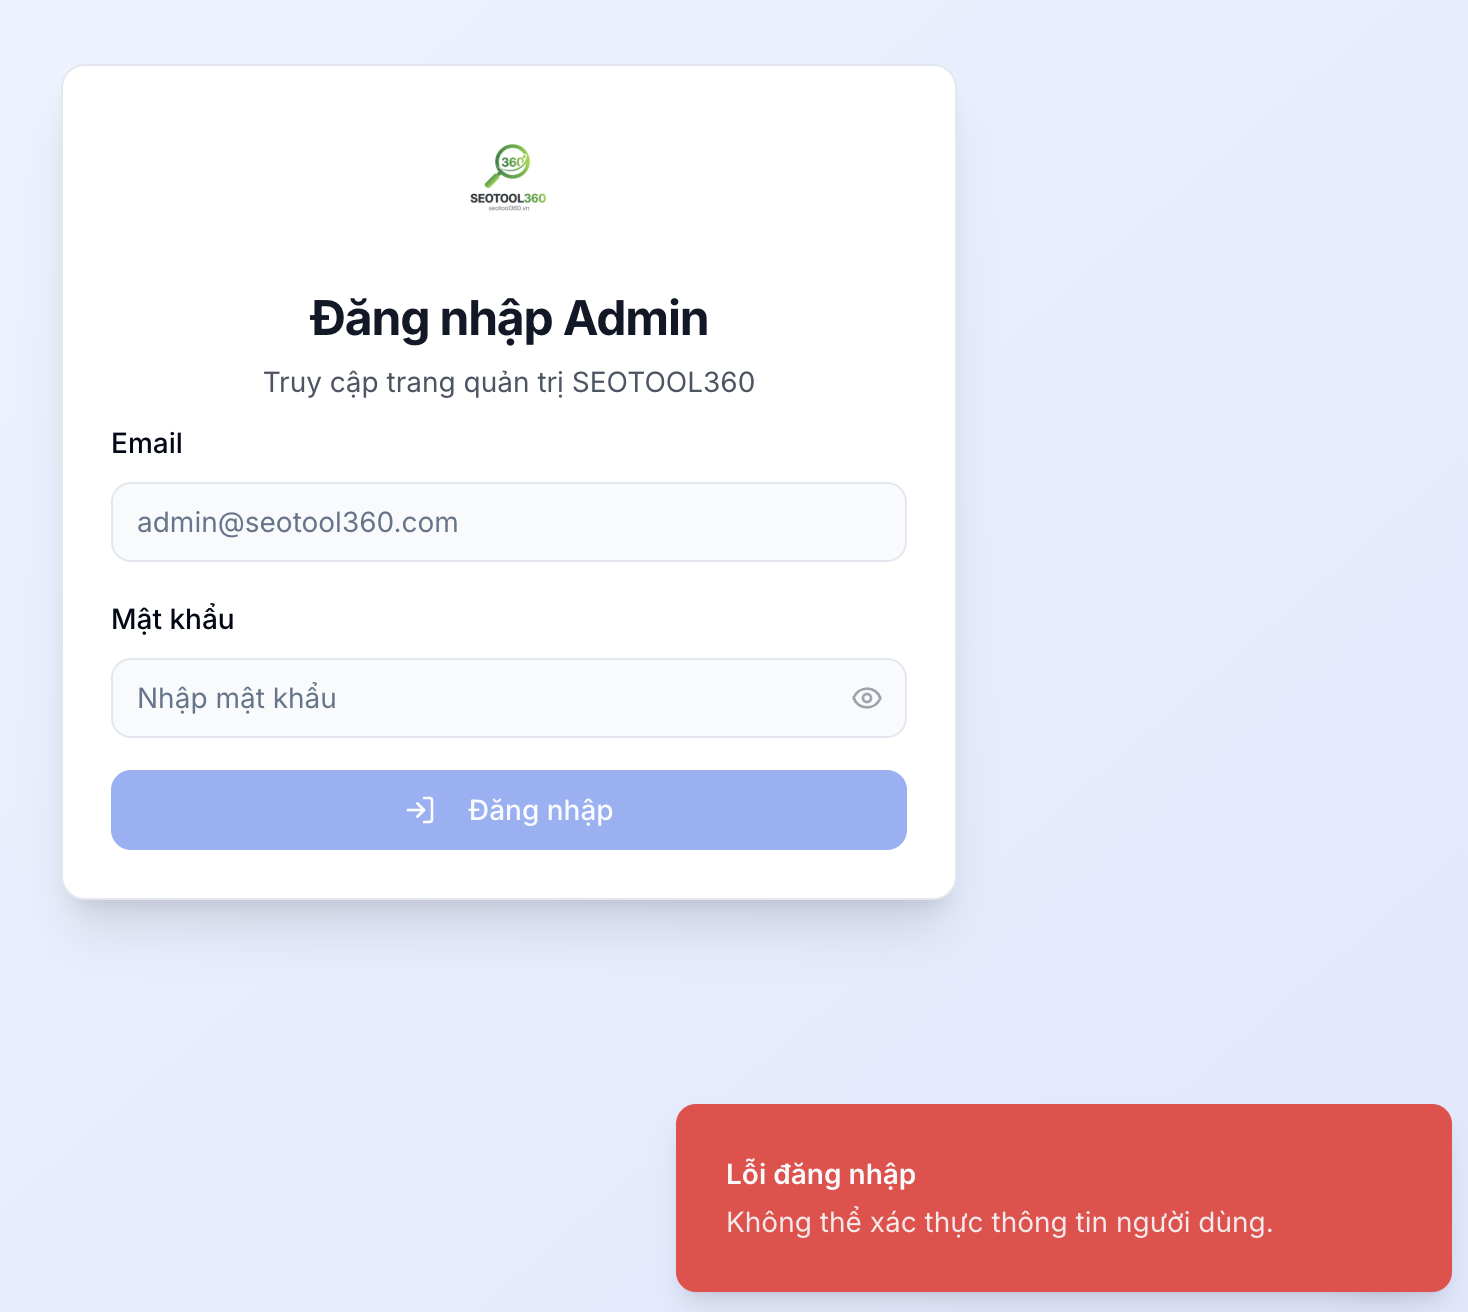 360
SEOTOOL360
seotool360.vn
Đăng nhập Admin
Truy cập trang quản trị SEOTOOL360
Email
admin@seotool360.com
Mật khẩu
Nhập mật khẩu
Đăng nhập
Lỗi đăng nhập
Không thể xác thực thông tin người dùng.